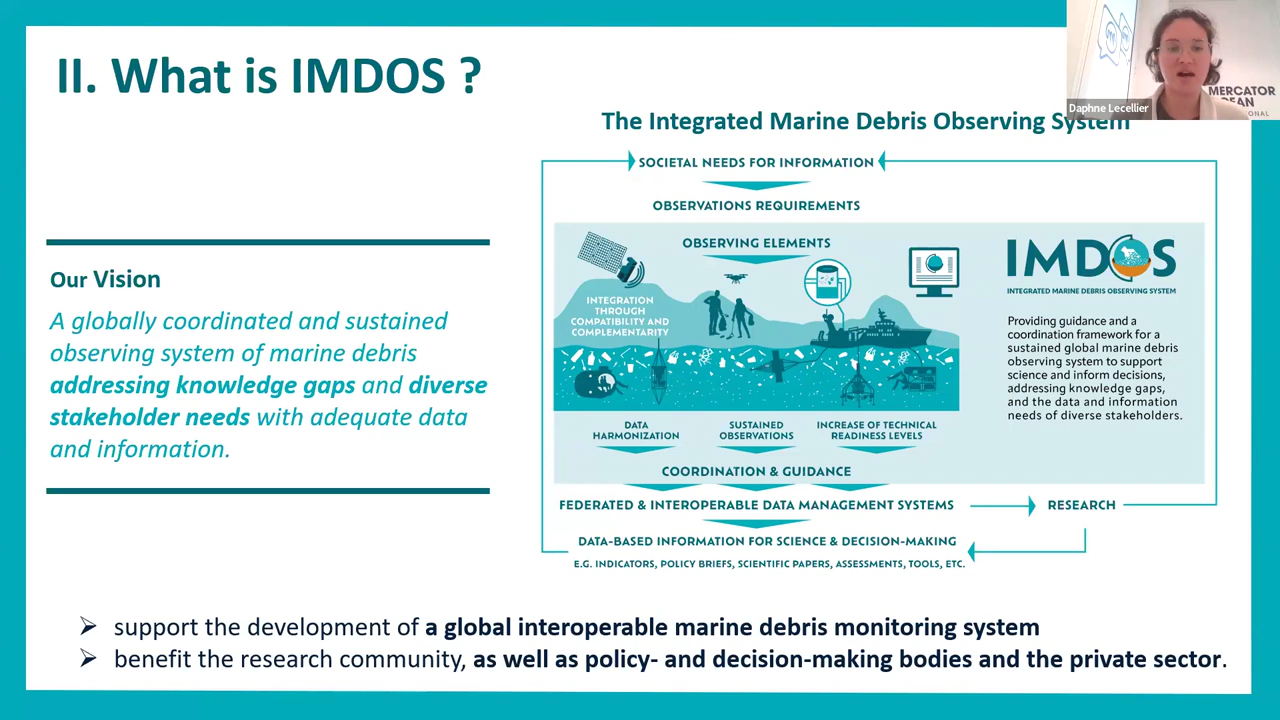 II. What is IMDOS ?
Daphne Lecellier
MERCATOR
The Integrated Marine Debris Observing System
Our Vision
A globally coordinated and sustained
observing system of marine debris
addressing knowledge gaps and diverse
stakeholder needs with adequate data
and information.
SOCIETAL NEEDS FOR INFORMATION
OBSERVATIONS REQUIREMENTS
OBSERVING ELEMENTS
INTEGRATION
THROUGH
COMPATIBILITY AND
COMPLEMENTARITY
IMDOS
INTEGRATED MARINE DEBRIS OBSERVING SYSTEM
Providing guidance and a
coordination framework for a
sustained global marine debris
observing system to support
science and inform decisions,
addressing knowledge gaps,
and the data and information
needs of diverse stakeholders.
DATA
HARMONIZATION
SUSTAINED
OBSERVATIONS
INCREASE OF TECHNICAL
READINESS LEVELS
COORDINATION & GUIDANCE
FEDERATED & INTEROPERABLE DATA MANAGEMENT SYSTEMS
RESEARCH
DATA-BASED INFORMATION FOR SCIENCE & DECISION-MAKING
E.G. INDICATORS, POLICY BRIEFS, SCIENTIFIC PAPERS, ASSESSMENTS, TOOLS, ETC.
support the development of a global interoperable marine debris monitoring system
benefit the research community, as well as policy- and decision-making bodies and the private sector.